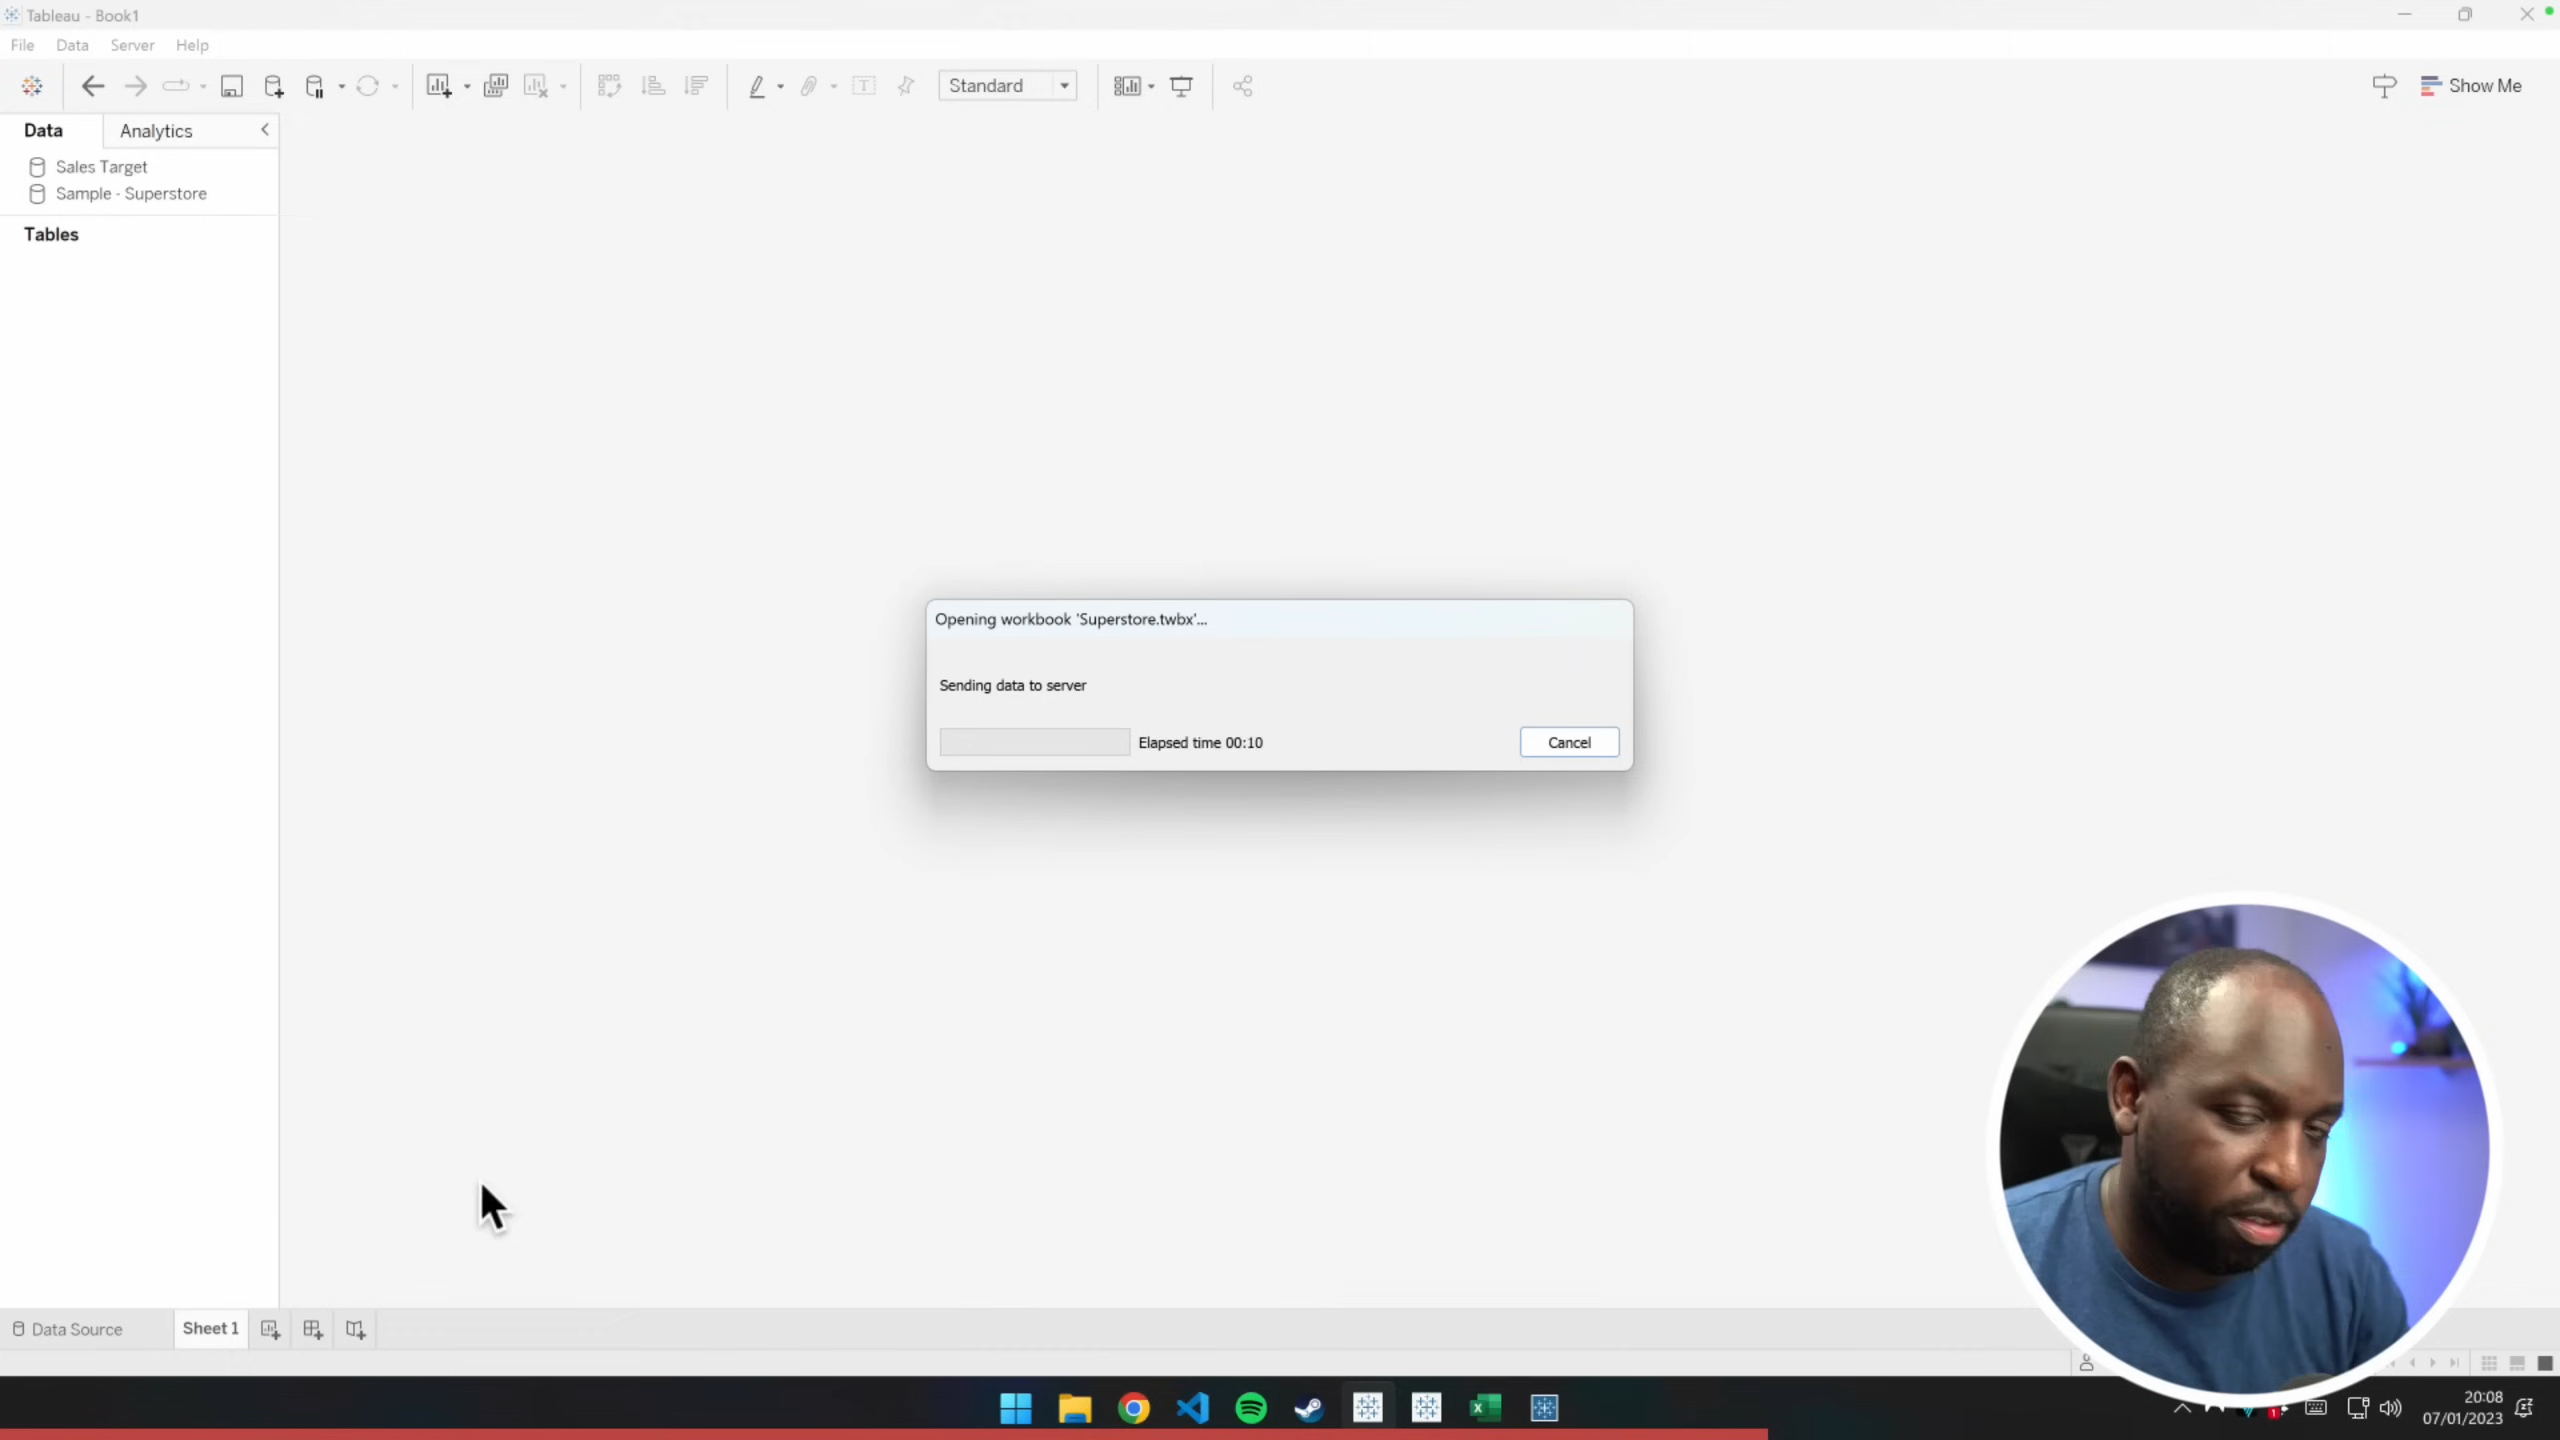 Tableau - Book1
File Data Server Help
Standard
Show Me
Data Analytics
Sales Target
Sample - Superstore
Tables
Opening workbook 'Superstore.twbx'...
Sending data to server
Elapsed time 00:10
Cancel
Data Source Sheet 1
20:08
07/01/2023